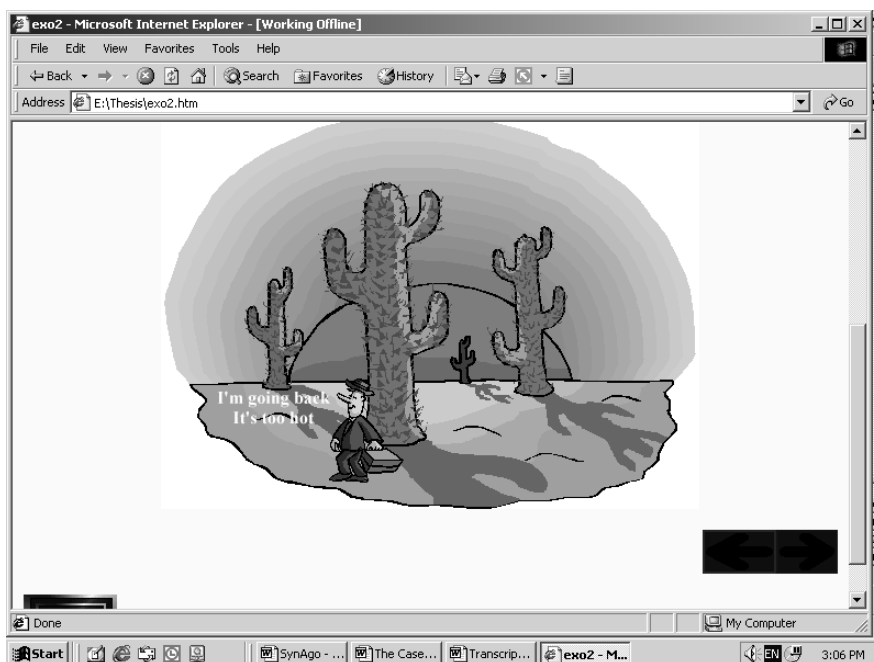 exo2 - Microsoft Internet Explorer - [Working Offline]
File Edit View Favorites Tools Help
Back Search Favorites History
Address E:\Thesis\exo2.htm Go
I'm going back
It's too hot
Done My Computer
Start SynAgo - ... The Case... Transcrip... exo2 - M... EN 3:06 PM